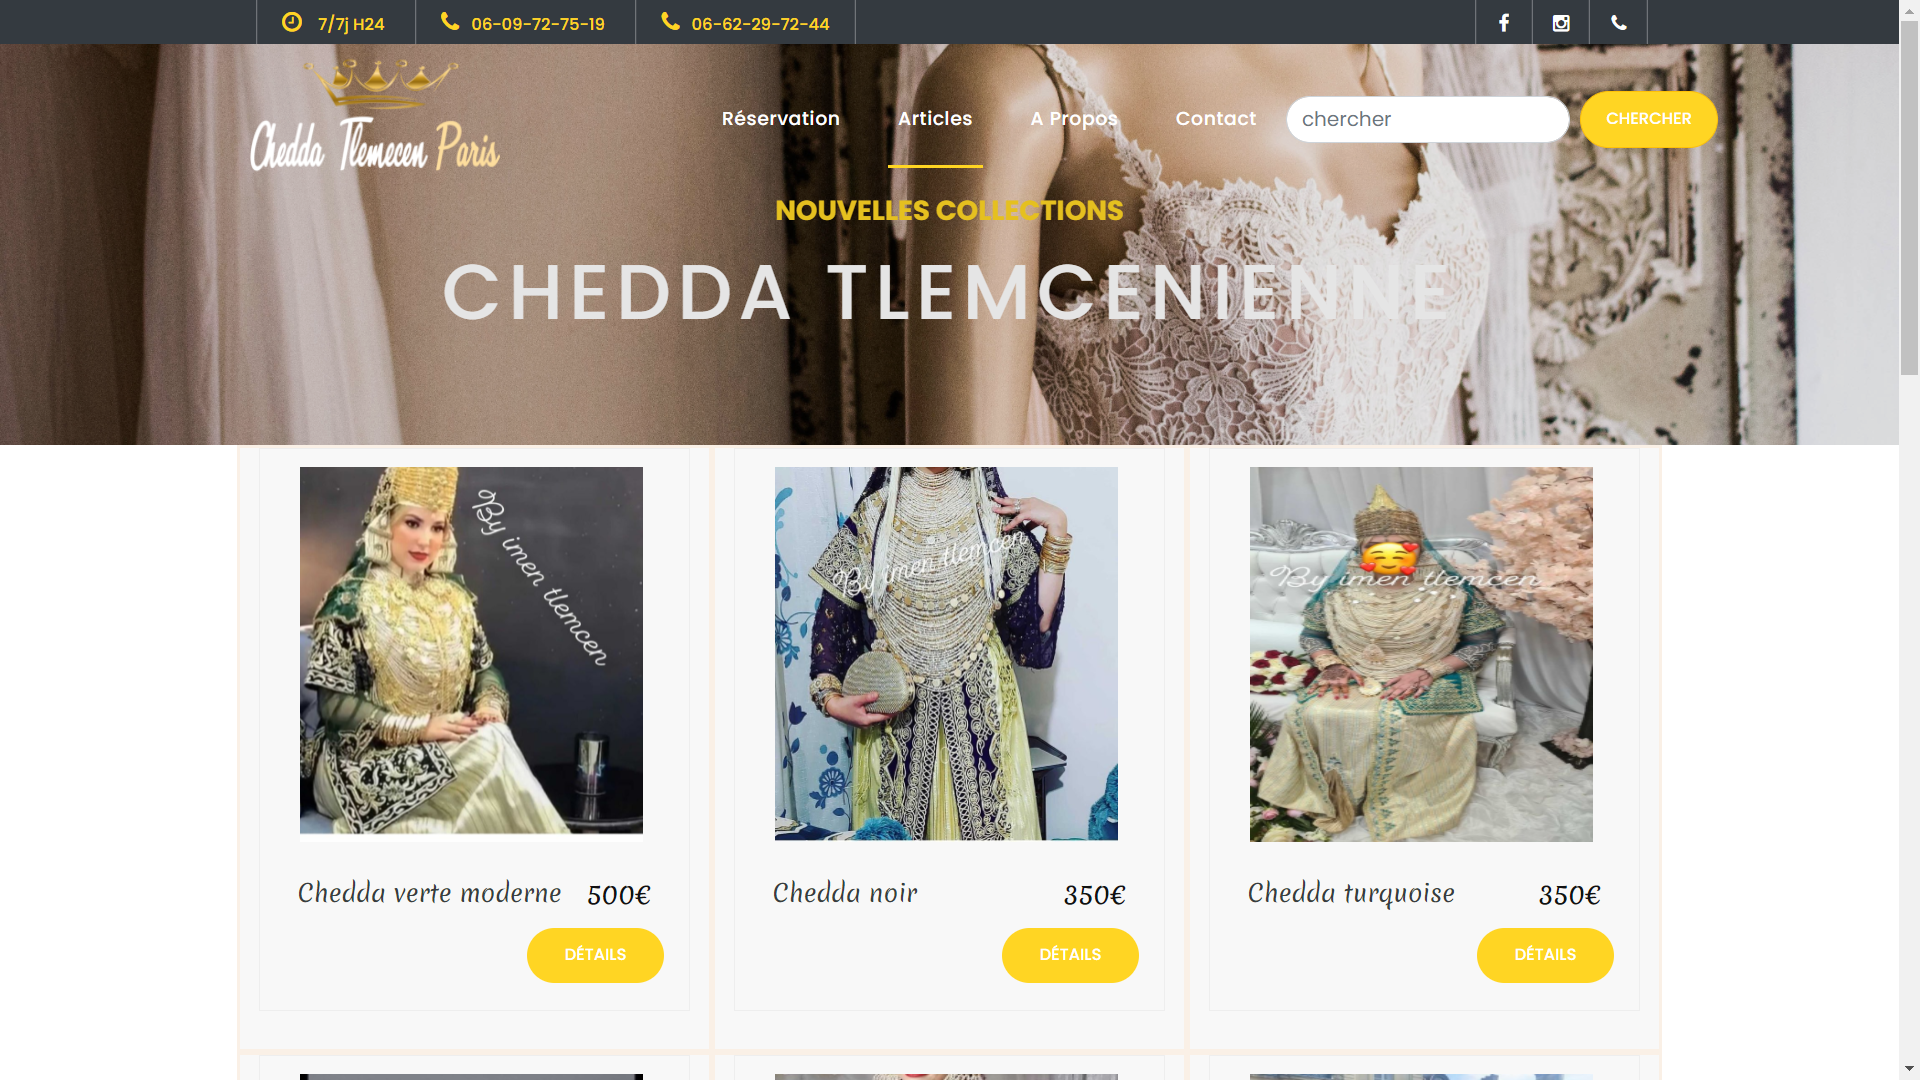 7/7j H24
06-09-72-75-19
06-62-29-72-44
Chedda Tlemecen Paris
Réservation
Articles
A Propos
Contact
chercher
CHERCHER
NOUVELLES COLLECTIONS
CHEDDA TLEMCENIENNE
By imen tlemcen
By imen tlemcen
By imen tlemcen
Chedda verte moderne 500€
DÉTAILS
Chedda noir 350€
DÉTAILS
Chedda turquoise 350€
DÉTAILS